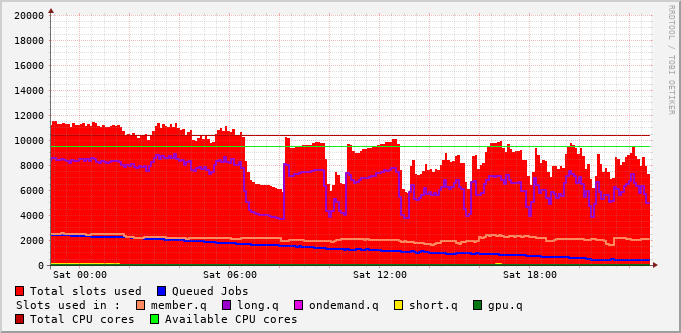 20000
18000
16000
14000
12000
10000
8000
6000
4000
2000
0
Sat 00:00 Sat 06:00 Sat 12:00 Sat 18:00
Total slots used Queued Jobs
Slots used in : member.q long.q ondemand.q short.q gpu.q
Total CPU cores Available CPU cores
RRDTOOL / TOBI OETIKER